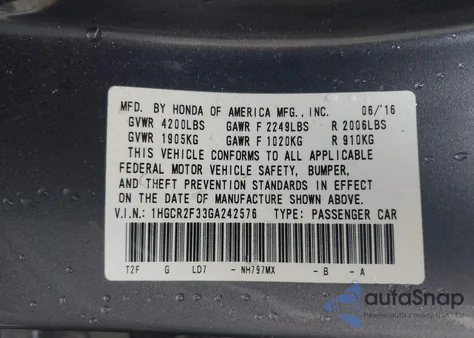 MFD. BY HONDA OF AMERICA MFG., INC. 06/'16
GVWR 4200LBS GAWR F 2249LBS R 2006LBS
GVWR 1905KG GAWR F 1020KG R 910KG
THIS VEHICLE CONFORMS TO ALL APPLICABLE
FEDERAL MOTOR VEHICLE SAFETY, BUMPER,
AND THEFT PREVENTION STANDARDS IN EFFECT
ON THE DATE OF MANUFACTURE SHOWN ABOVE.
V.I.N: 1HGCR2F33GA242576 TYPE: PASSENGER CAR
T2F G LD7 - NH797MX - B - A
autoSnap